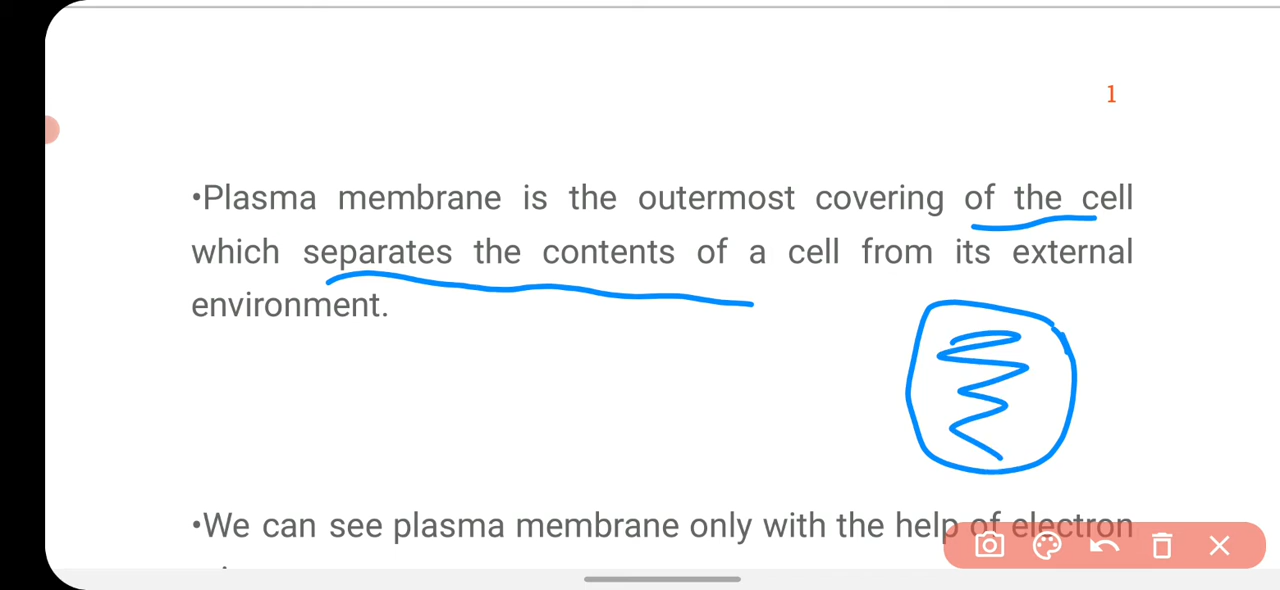 1
•Plasma membrane is the outermost covering of the cell
which separates the contents of a cell from its external
environment.
•We can see plasma membrane only with the help of electron